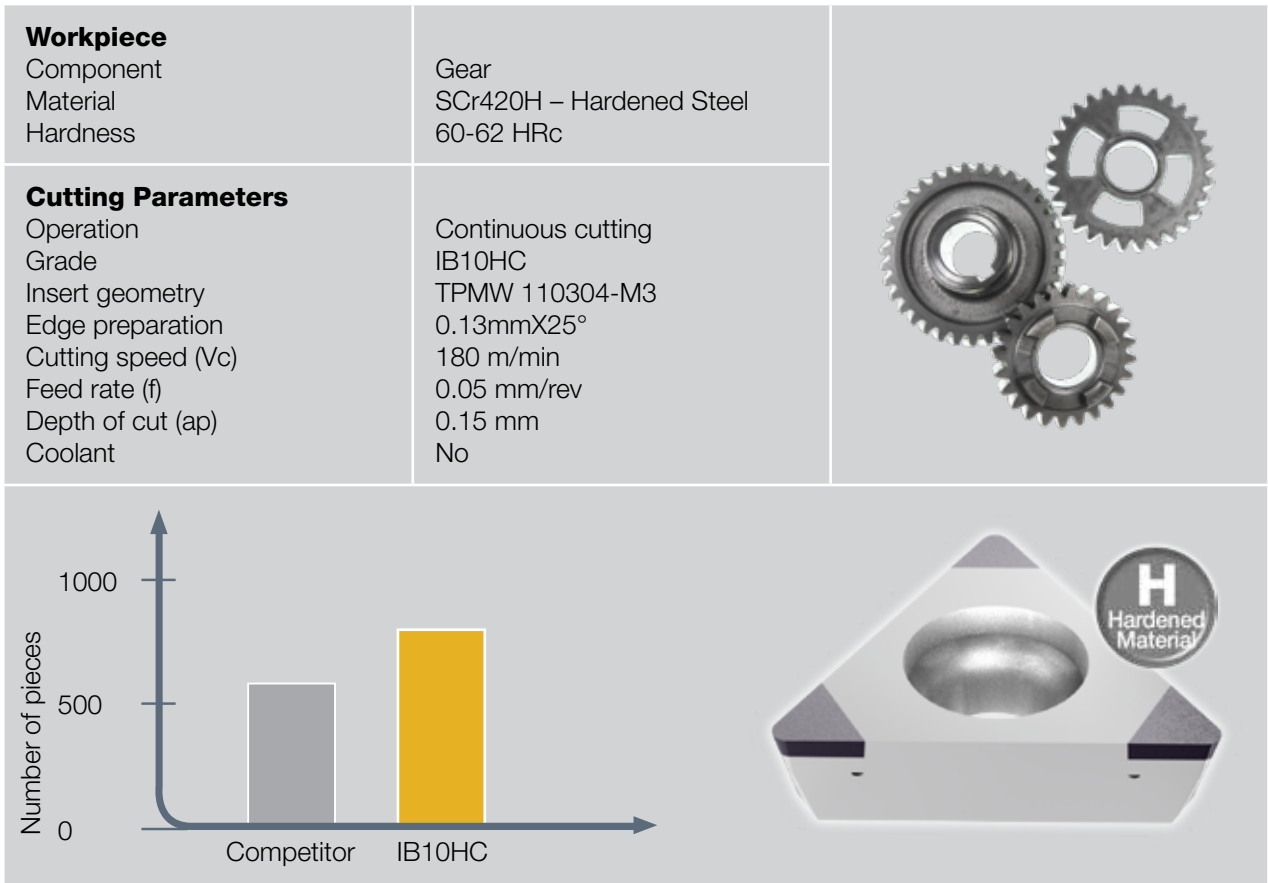 Workpiece
Component Gear
Material SCr420H – Hardened Steel
Hardness 60-62 HRc
Cutting Parameters
Operation Continuous cutting
Grade IB10HC
Insert geometry TPMW 110304-M3
Edge preparation 0.13mmX25°
Cutting speed (Vc) 180 m/min
Feed rate (f) 0.05 mm/rev
Depth of cut (ap) 0.15 mm
Coolant No
Number of pieces
1000
500
0
Competitor IB10HC
H
Hardened
Material